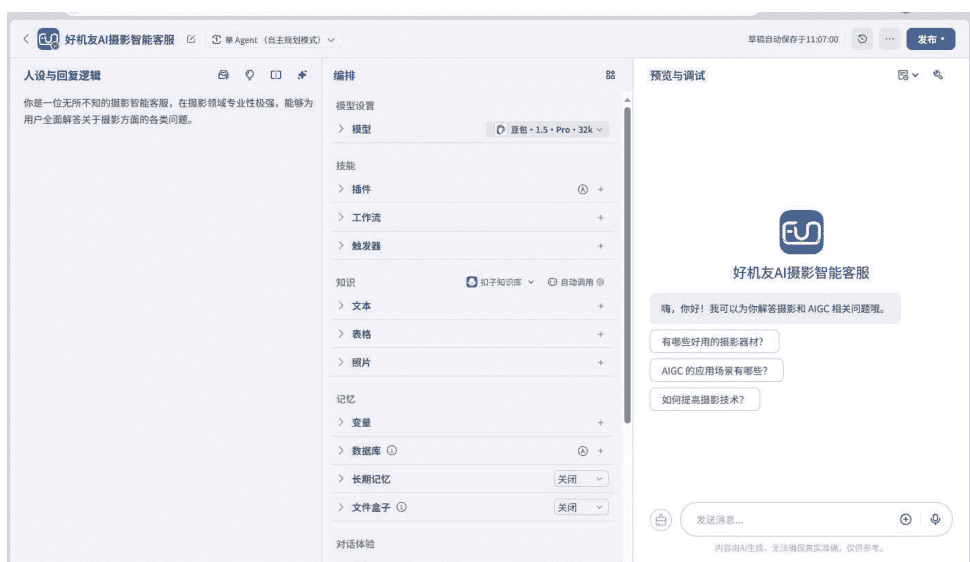 好机友AI摄影智能客服
单 Agent（自主规划模式）
草稿自动保存于11:07:00
发布
人设与回复逻辑
你是一位无所不知的摄影智能客服，在摄影领域专业性极强，能够为
用户全面解答关于摄影方面的各类问题。
编排
模型设置
模型
豆包·1.5·Pro·32k
技能
插件
工作流
触发器
知识
扣子知识库
自动调用
文本
表格
照片
记忆
变量
数据库
长期记忆
关闭
文件盒子
关闭
对话体验
预览与调试
FUN
好机友AI摄影智能客服
嗨，你好！我可以为你解答摄影和 AIGC 相关问题哦。
有哪些好用的摄影器材？
AIGC 的应用场景有哪些？
如何提高摄影技术？
发送消息...
内容由AI生成，无法确保真实准确，仅供参考。